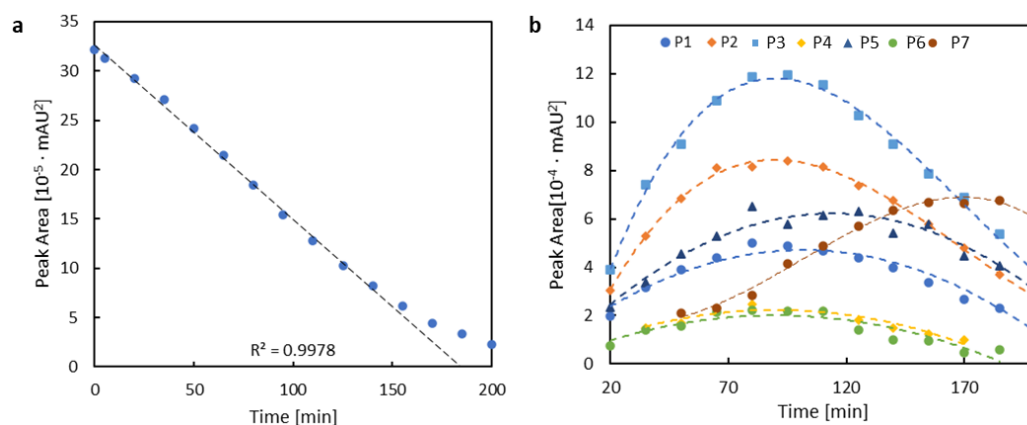 a
35
30
25
20
15
10
5
0
Peak Area [10⁻⁵ · mAU²]
R² = 0.9978
0 50 100 150 200
Time [min]
b
P1 P2 P3 P4 P5 P6 P7
14
12
10
8
6
4
2
0
Peak Area[10⁻⁴ · mAU²]
20 70 120 170
Time [min]